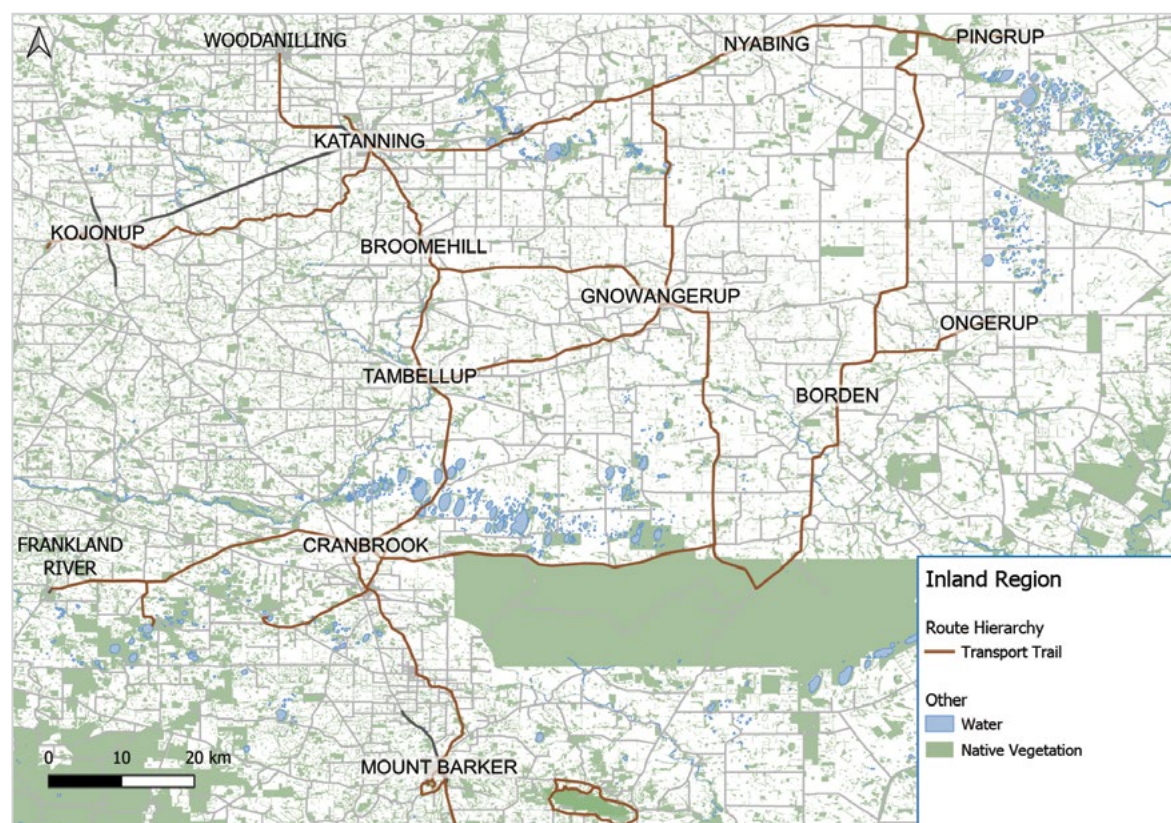 WOODANILLING
NYABING
PINGRUP
KATANNING
KOJONUP
BROOMEHILL
GNOWANGERUP
ONGERUP
TAMBELLUP
BORDEN
FRANKLAND
RIVER
CRANBROOK
MOUNT BARKER
0 10 20 km
Inland Region
Route Hierarchy
Transport Trail
Other
Water
Native Vegetation